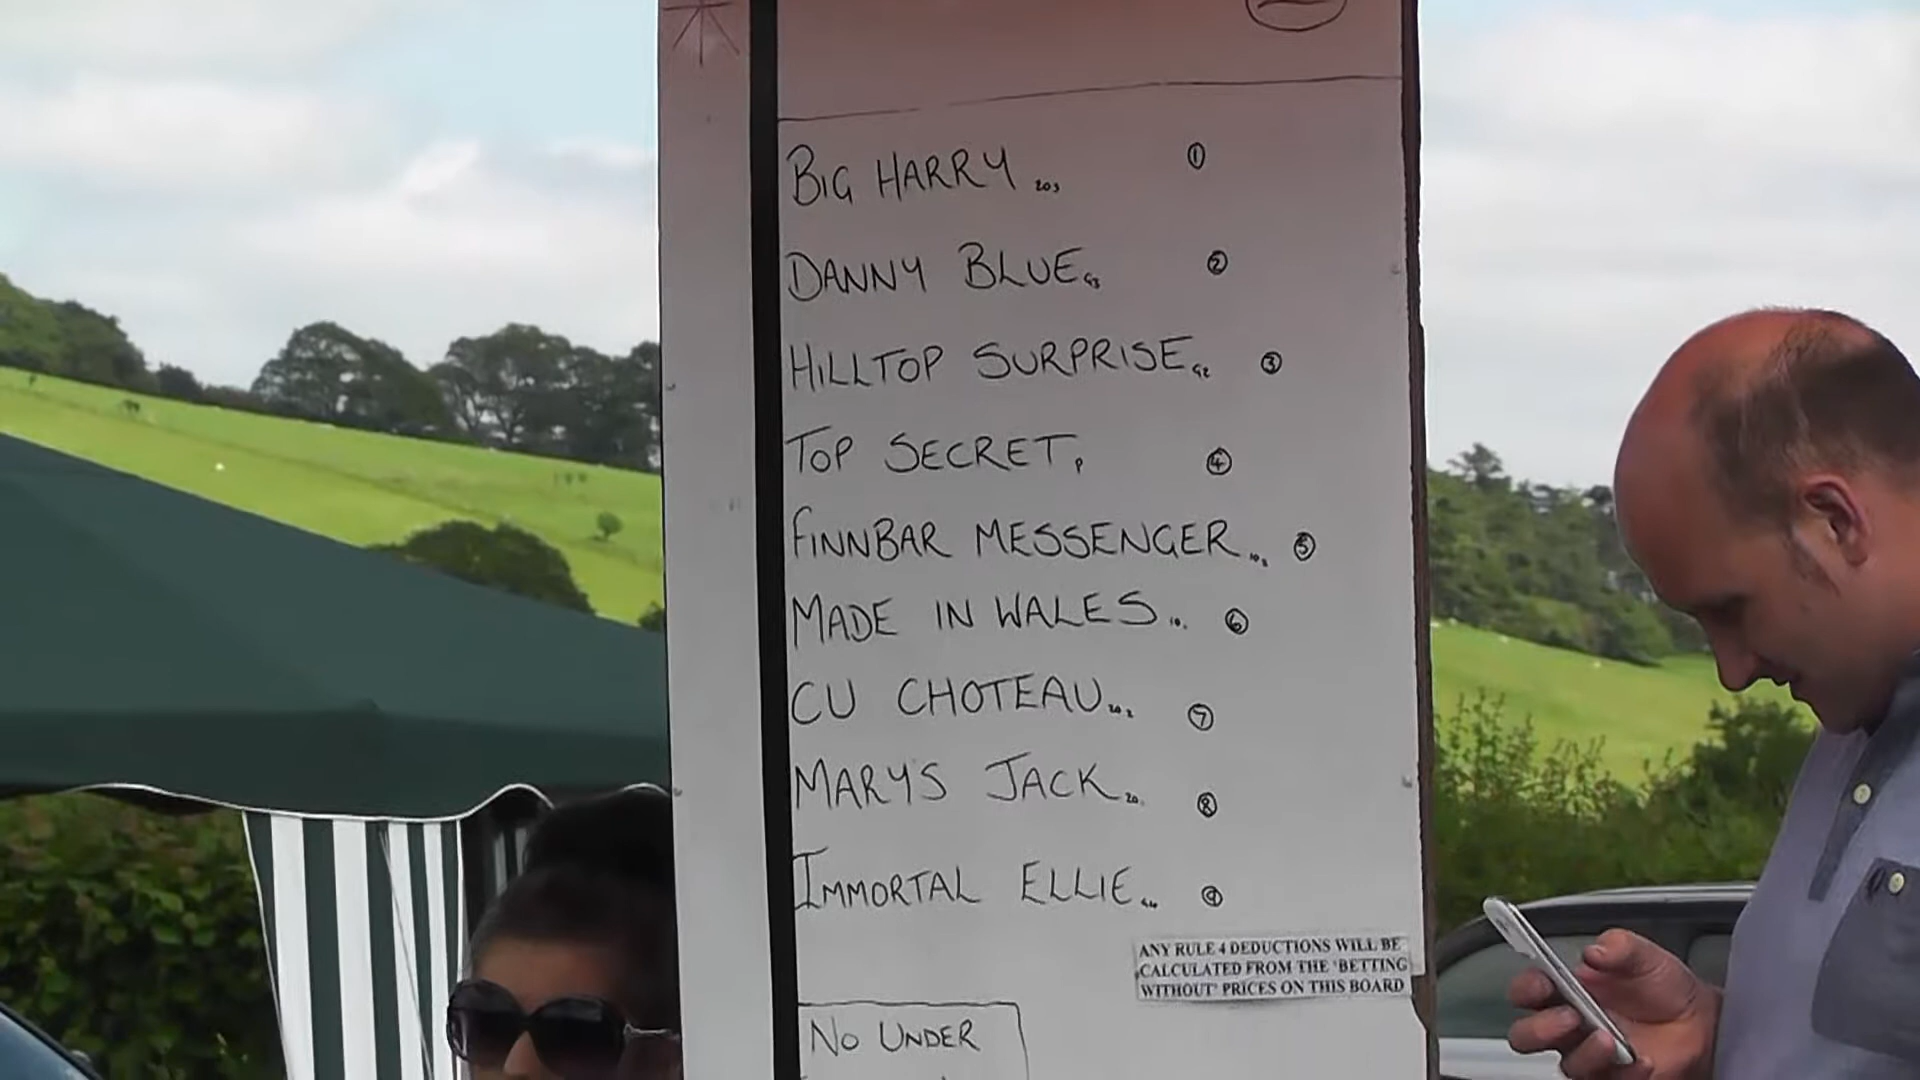 BIG HARRY 203 ①
DANNY BLUE ②
HILLTOP SURPRISE ③
TOP SECRET P ④
FINNBAR MESSENGER ⑤
MADE IN WALES ⑥
CU CHOTEAU ⑦
MARYS JACK 20 ⑧
IMMORTAL ELLIE ⑨
ANY RULE 4 DEDUCTIONS WILL BE
CALCULATED FROM THE 'BETTING
WITHOUT' PRICES ON THIS BOARD
NO UNDER